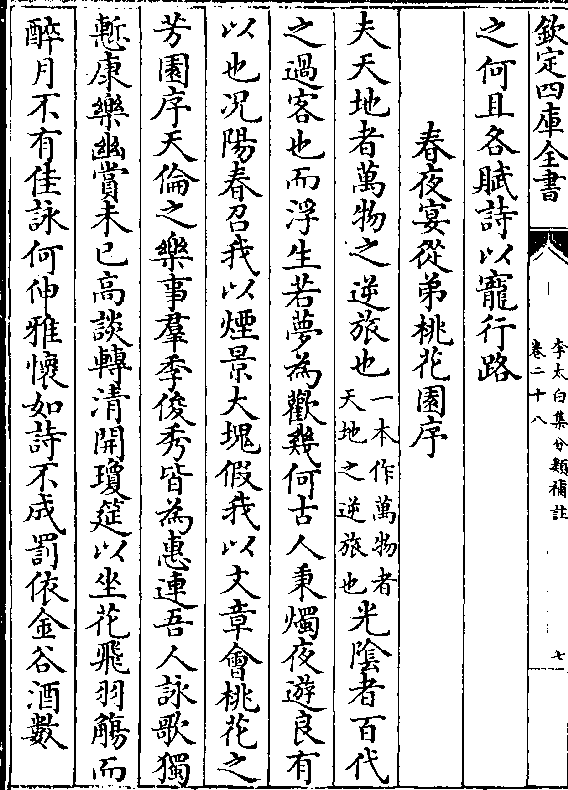 欽定四庫全書
李太白集分類補註
卷二十八
七
之何且各賦詩以寵行路
春夜宴從弟桃花園序
夫天地者萬物之逆旅也一本作萬物者天地之逆旅也光隂者百代
之過客也而浮生若夢為歡幾何古人秉燭夜遊良有
以也況陽春召我以煙景大塊假我以文章會桃花之
芳園序天倫之樂事羣季俊秀皆為惠連吾人詠歌獨
慙康樂幽賞未已高談轉清開瓊筵以坐花飛羽觴而
醉月不有佳詠何伸雅懷如詩不成罰依金谷酒數